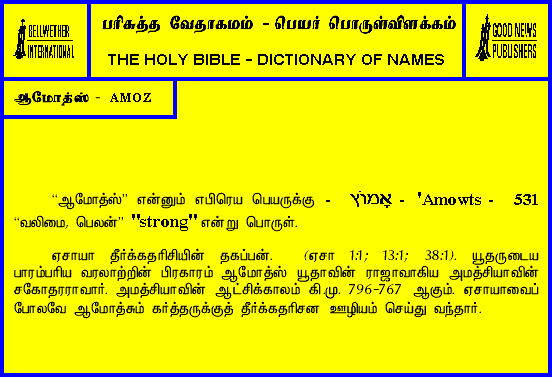 BELLWETHER
INTERNATIONAL
பரிசுத்த வேதாகமம் - பெயர் பொருள்விளக்கம்
THE HOLY BIBLE - DICTIONARY OF NAMES
GOOD NEWS
PUBLISHERS
ஆமோத்ஸ் - AMOZ
“ஆமோத்ஸ்” என்னும் எபிரெய பெயருக்கு - אָמוֹץ - 'Amowts - 531
“வலிமை, பெலன்” "strong" என்று பொருள்.
ஏசாயா தீர்க்கதரிசியின் தகப்பன். (ஏசா 1:1; 13:1; 38:1). யூதருடைய
பாரம்பரிய வரலாற்றின் பிரகாரம் ஆமோத்ஸ் யூதாவின் ராஜாவாகிய அமத்சியாவின்
சகோதரராவார். அமத்சியாவின் ஆட்சிக்காலம் கி.மு. 796-767 ஆகும். ஏசாயாவைப்
போலவே ஆமோத்சும் கர்த்தருக்குத் தீர்க்கதரிசன ஊழியம் செய்து வந்தார்.